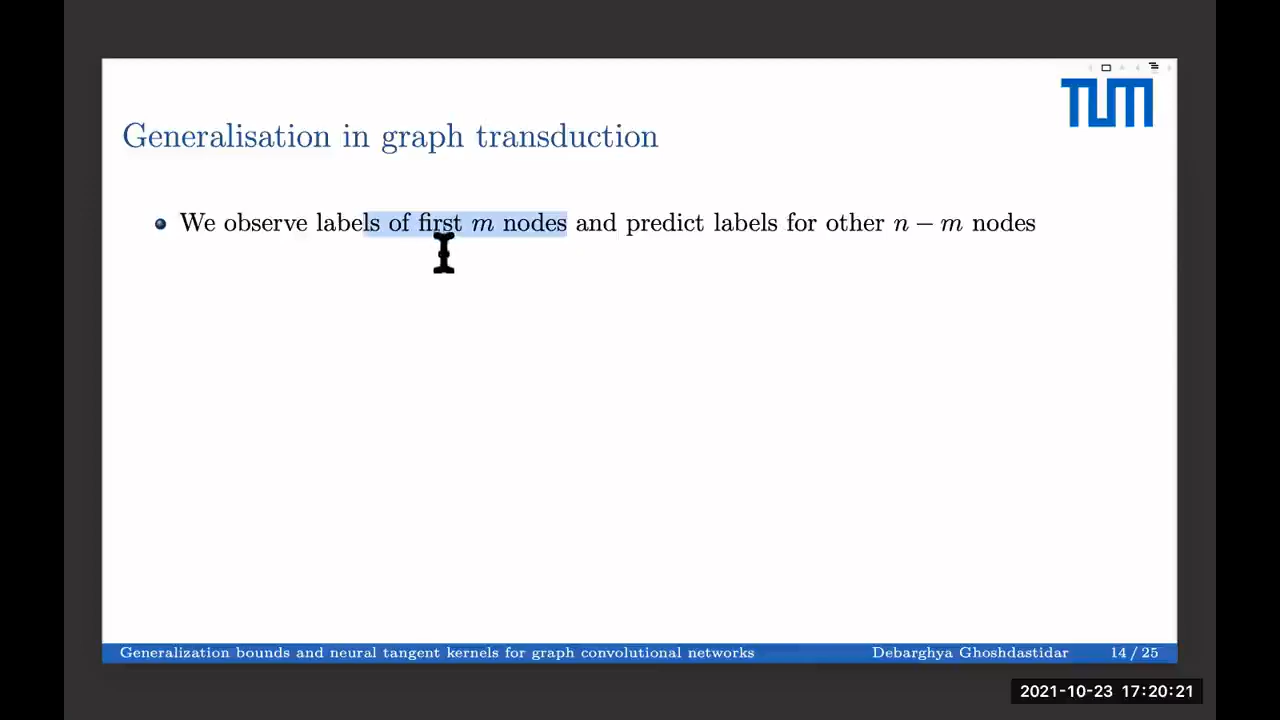 TUM
Generalisation in graph transduction
We observe labels of first m nodes and predict labels for other n − m nodes
Generalization bounds and neural tangent kernels for graph convolutional networks Debarghya Ghoshdastidar 14 / 25
2021-10-23 17:20:21